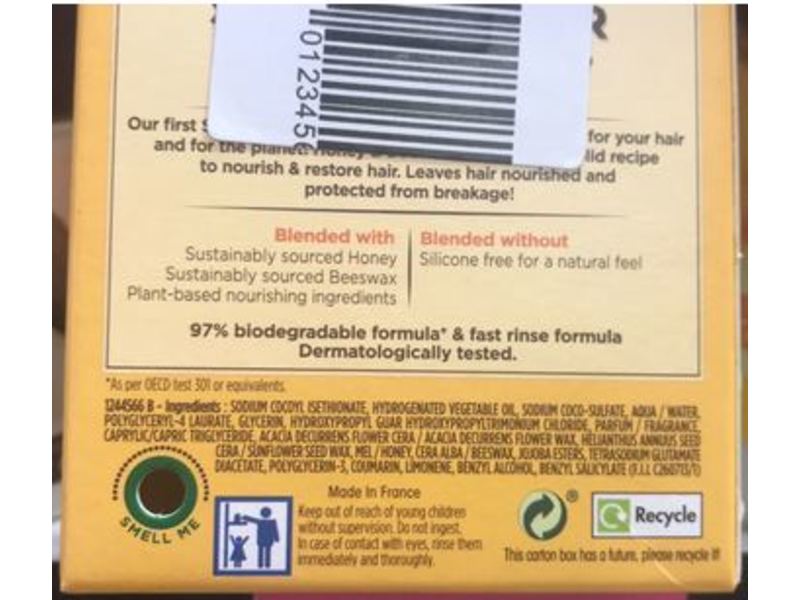 R
012345
Our first for your hair
and for the planet. Honey & lid recipe
to nourish & restore hair. Leaves hair nourished and
protected from breakage!
Blended with
Sustainably sourced Honey
Sustainably sourced Beeswax
Plant-based nourishing ingredients
Blended without
Silicone free for a natural feel
97% biodegradable formula* & fast rinse formula
Dermatologically tested.
*As per OECD test 301 or equivalents.
1244566 B - Ingredients : SODIUM COCOYL ISETHIONATE, HYDROGENATED VEGETABLE OIL, SODIUM COCO-SULFATE, AQUA / WATER,
POLYGLYCERYL-4 LAURATE, GLYCERIN, HYDROXYPROPYL GUAR HYDROXYPROPYLTRIMONIUM CHLORIDE, PARFUM / FRAGRANCE,
CAPRYLIC/CAPRIC TRIGLYCERIDE, ACACIA DECURRENS FLOWER CERA / ACACIA DECURRENS FLOWER WAX, HELIANTHUS ANNUUS SEED
CERA / SUNFLOWER SEED WAX, MEL / HONEY, CERA ALBA / BEESWAX, JOJOBA ESTERS, TETRASODIUM GLUTAMATE
DIACETATE, POLYGLYCERIN-3, COUMARIN, LIMONENE, BENZYL ALCOHOL, BENZYL SALICYLATE (F.I.L C260713/1)
SMELL ME
Made In France
Keep out of reach of young children
without supervision. Do not ingest.
In case of contact with eyes, rinse them
immediately and thoroughly.
®
Recycle
This carton box has a future, please recycle it!